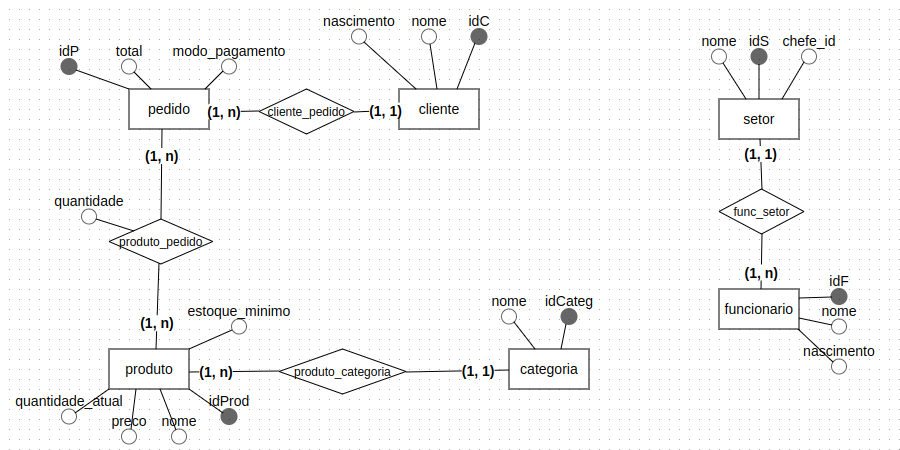 nascimento
nome
idC
nome
idS
chefe_id
idP
total
modo_pagamento
pedido
(1, n)
cliente_pedido
(1, 1)
cliente
setor
(1, n)
(1, 1)
quantidade
func_setor
produto_pedido
(1, n)
idF
nome
idCateg
funcionario
nome
estoque_minimo
(1, n)
nascimento
produto
(1, n)
produto_categoria
(1, 1)
categoria
quantidade_atual
idProd
preco
nome